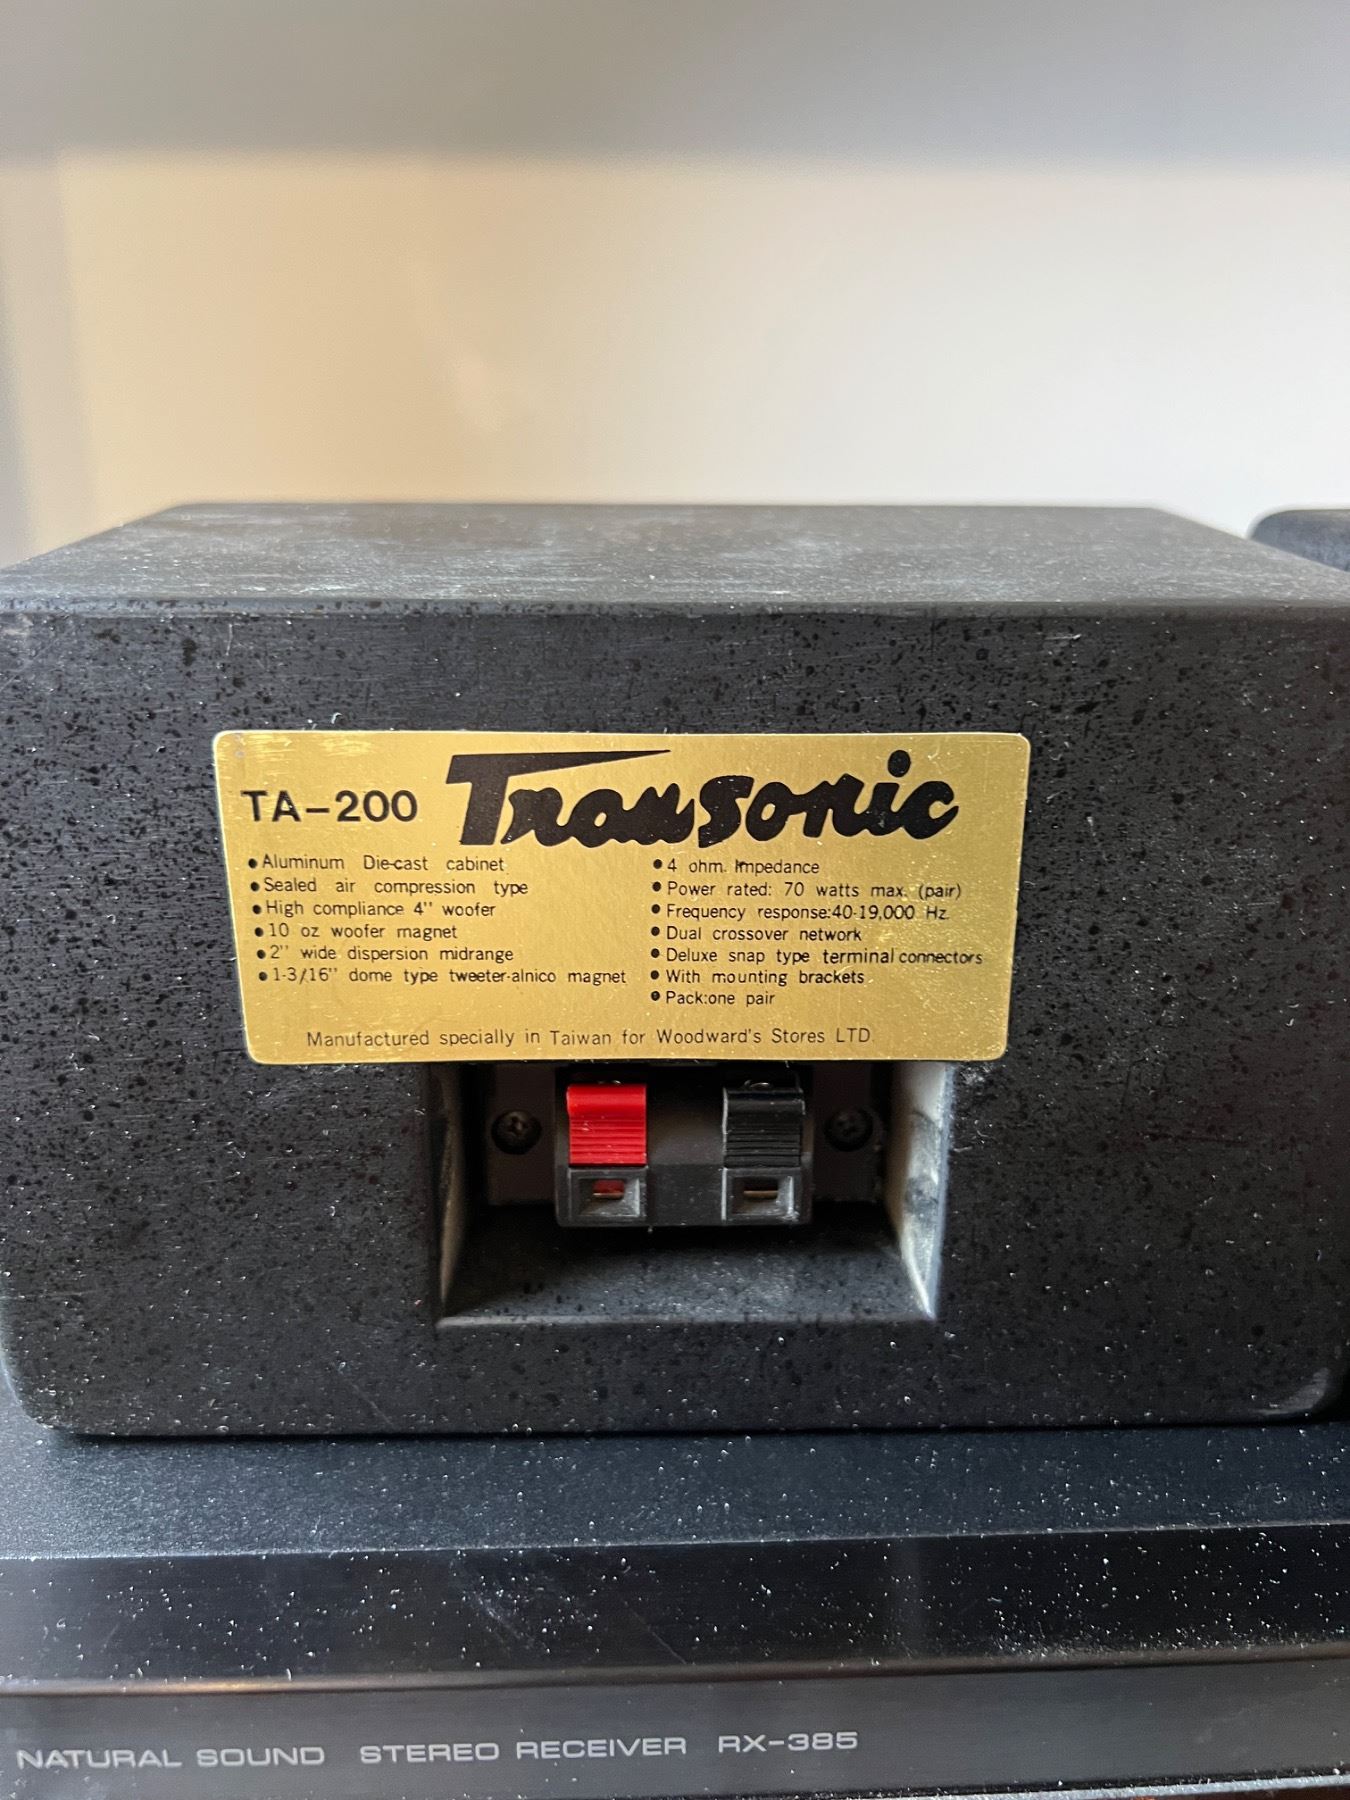 TA-200 Transonic
• Aluminum Die-cast cabinet
• Sealed air compression type
• High compliance 4" woofer
• 10 oz woofer magnet
• 2" wide dispersion midrange
• 1-3/16" dome type tweeter-alnico magnet
• 4 ohm. Impedance
• Power rated: 70 watts max. (pair)
• Frequency response:40-19,000 Hz.
• Dual crossover network
• Deluxe snap type terminal connectors
• With mounting brackets
• Pack:one pair
Manufactured specially in Taiwan for Woodward's Stores LTD.
NATURAL SOUND STEREO RECEIVER RX-385